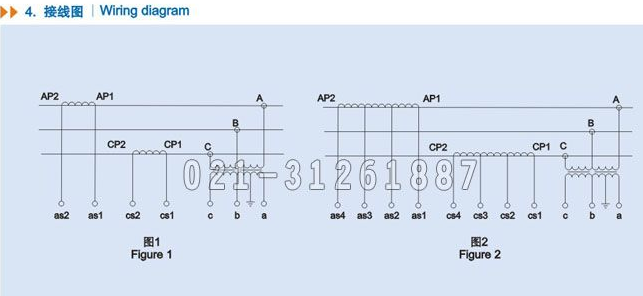 4. 接线图 | Wiring diagram
AP2 AP1 A
B
CP2 CP1 C
as2 as1 cs2 cs1 c b a
图1
Figure 1
AP2 AP1 A
B
CP2 CP1 C
as4 as3 as2 as1 cs4 cs3 cs2 cs1 c b a
图2
Figure 2
021-31261887